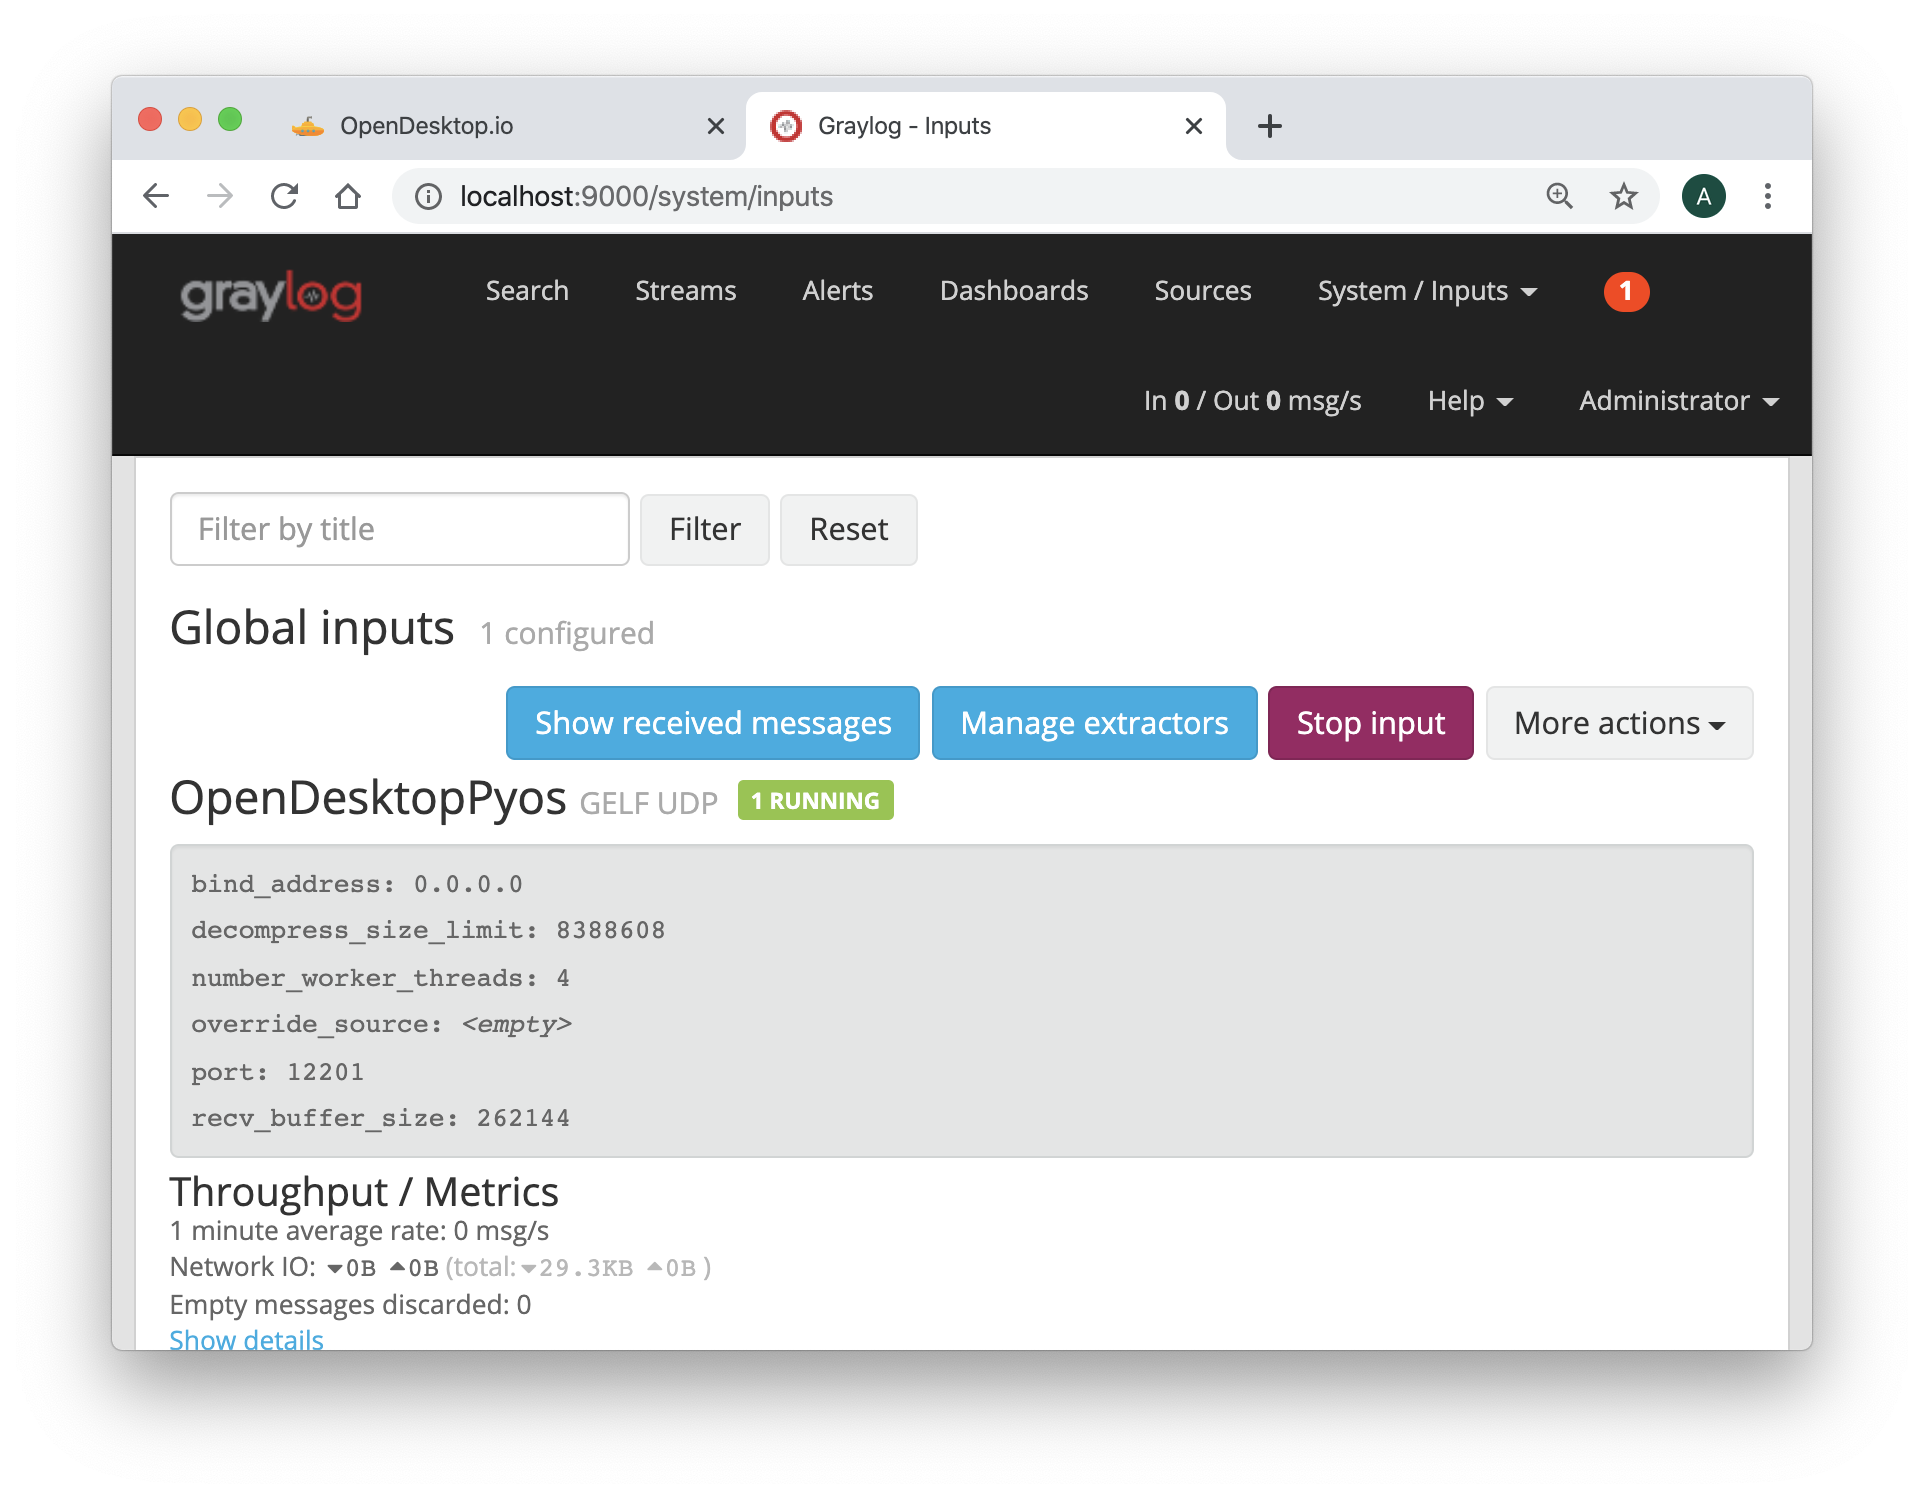 OpenDesktop.io
Graylog - Inputs
localhost:9000/system/inputs
A
graylog
Search
Streams
Alerts
Dashboards
Sources
System / Inputs
1
In 0 / Out 0 msg/s
Help
Administrator
Filter by title
Filter
Reset
Global inputs 1 configured
Show received messages
Manage extractors
Stop input
More actions
OpenDesktopPyos GELF UDP 1 RUNNING
bind_address: 0.0.0.0
decompress_size_limit: 8388608
number_worker_threads: 4
override_source: <empty>
port: 12201
recv_buffer_size: 262144
Throughput / Metrics
1 minute average rate: 0 msg/s
Network IO: 0B 0B (total: 29.3KB 0B )
Empty messages discarded: 0
Show details